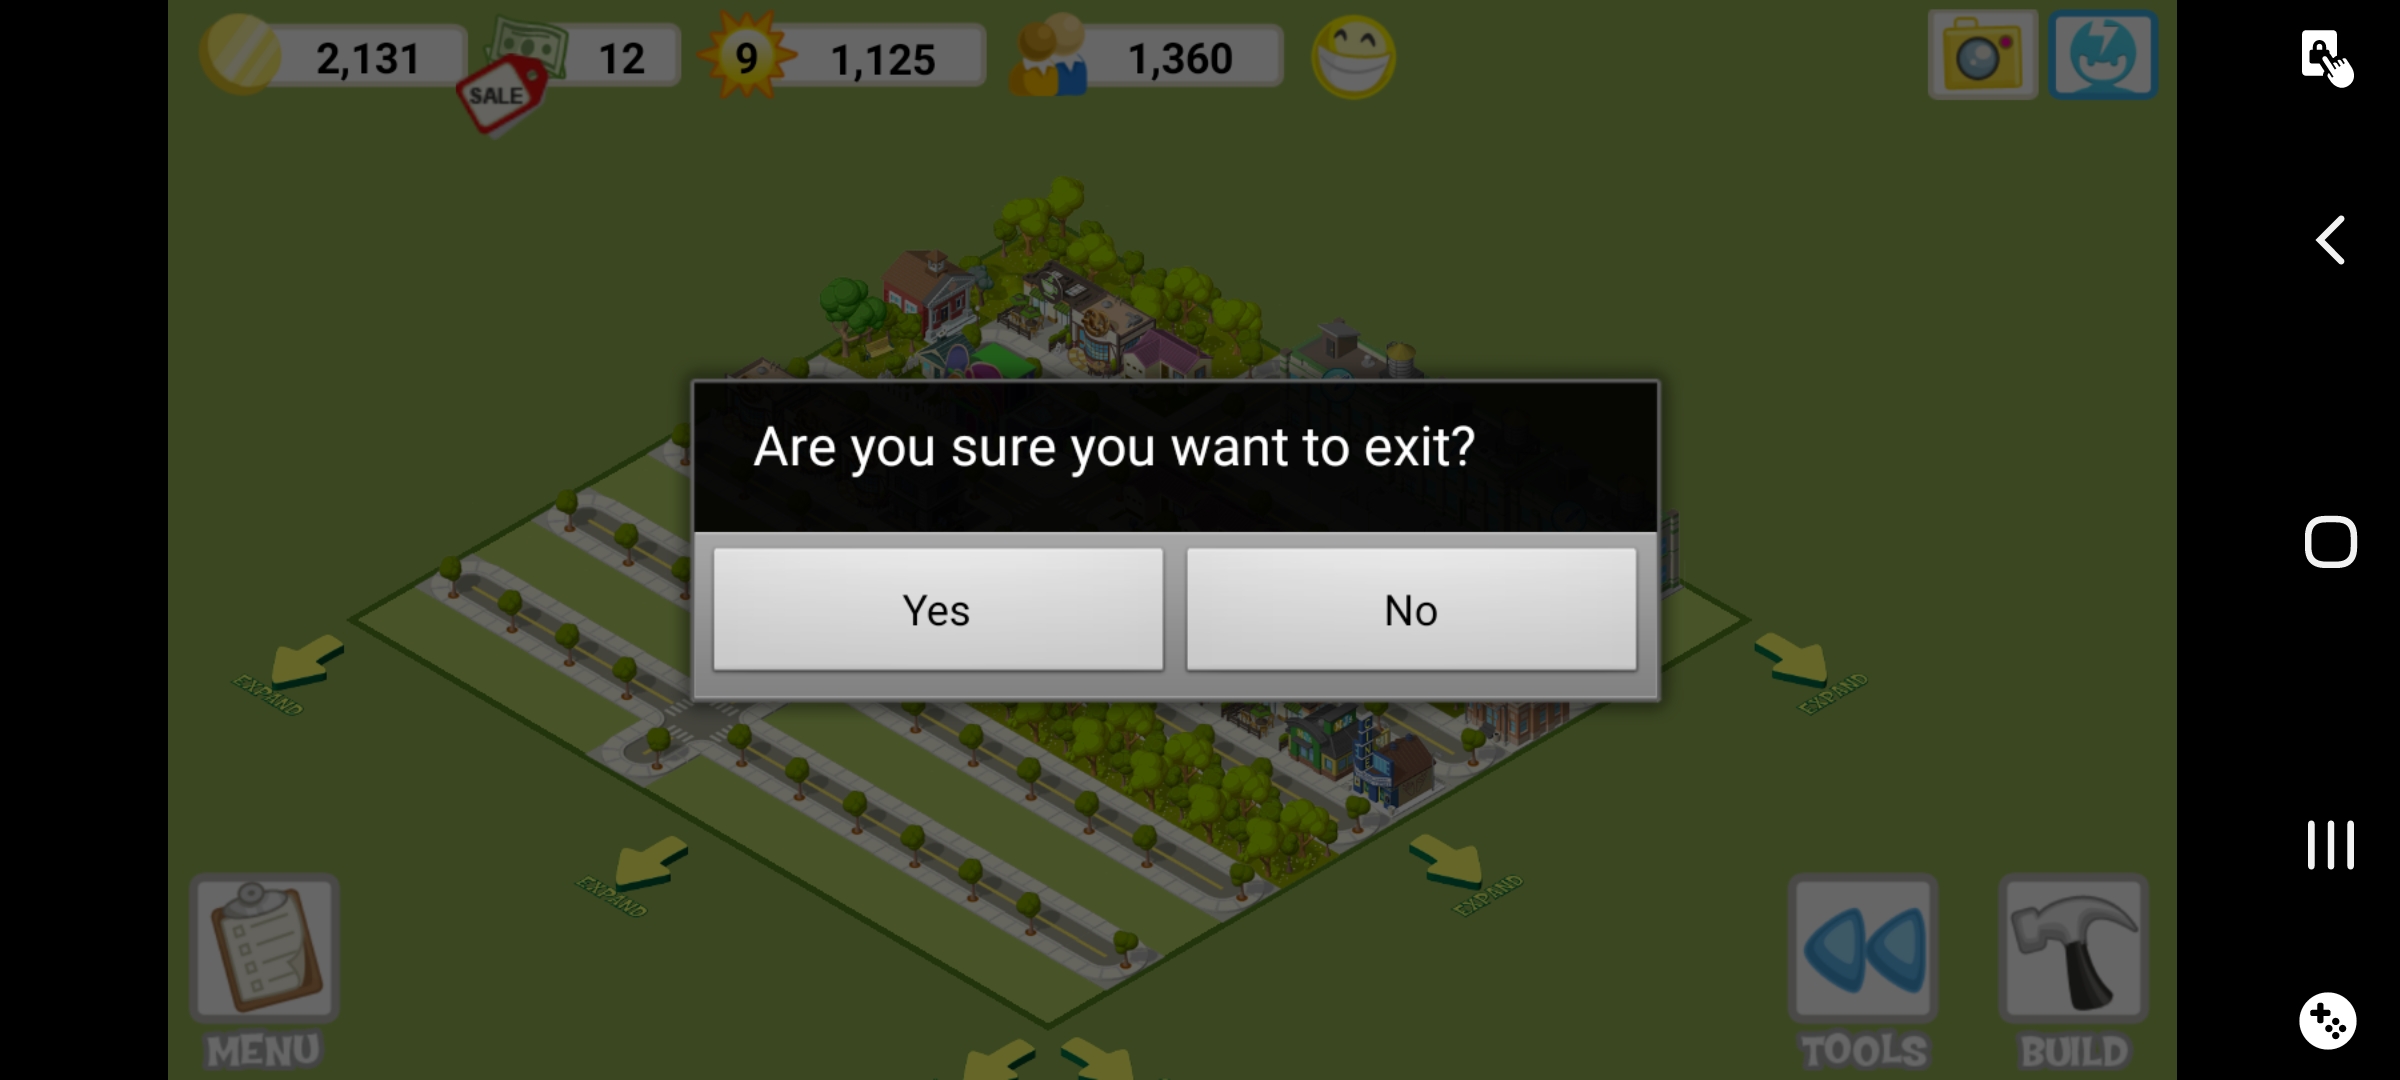 2,131
12
9
1,125
1,360
SALE
Are you sure you want to exit?
Yes
No
EXPAND
EXPAND
EXPAND
EXPAND
MENU
TOOLS
BUILD